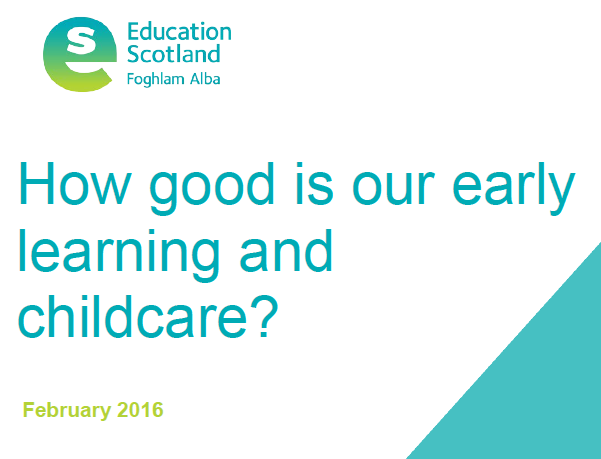 Education
Scotland
Foghlam Alba
How good is our early
learning and
childcare?
February 2016